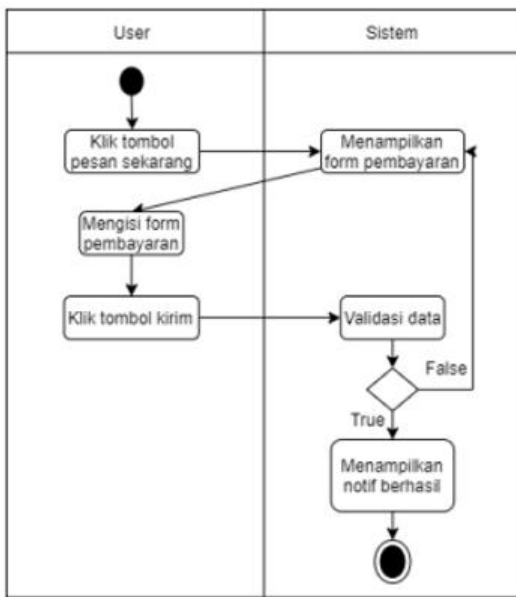 User
Sistem
Klik tombol
pesan sekarang
Menampilkan
form pembayaran
Mengisi form
pembayaran
Klik tombol kirim
Validasi data
False
True
Menampilkan
notif berhasil